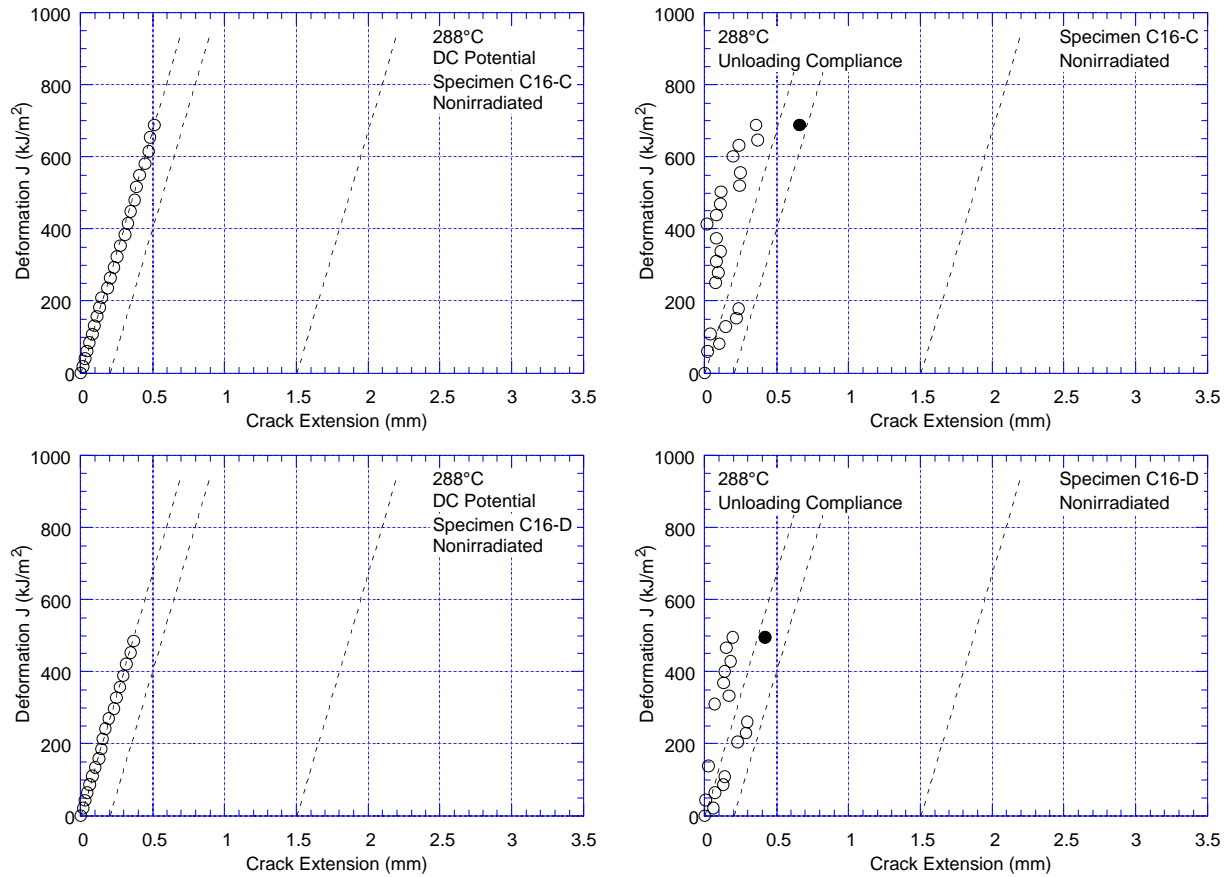 1000
800
600
400
200
0
Deformation J (kJ/m²)
288°C
DC Potential
Specimen C16-C
Nonirradiated
0 0.5 1 1.5 2 2.5 3 3.5
Crack Extension (mm)
1000
800
600
400
200
0
Deformation J (kJ/m²)
288°C
Unloading Compliance
Specimen C16-C
Nonirradiated
0 0.5 1 1.5 2 2.5 3 3.5
Crack Extension (mm)
1000
800
600
400
200
0
Deformation J (kJ/m²)
288°C
DC Potential
Specimen C16-D
Nonirradiated
0 0.5 1 1.5 2 2.5 3 3.5
Crack Extension (mm)
1000
800
600
400
200
0
Deformation J (kJ/m²)
288°C
Unloading Compliance
Specimen C16-D
Nonirradiated
0 0.5 1 1.5 2 2.5 3 3.5
Crack Extension (mm)